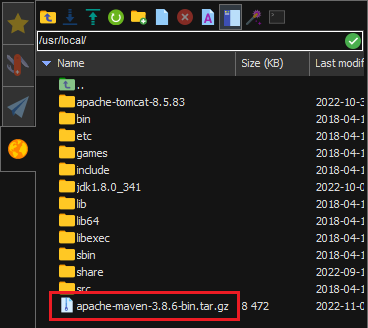 /usr/local/
Name Size (KB) Last modif
..
apache-tomcat-8.5.83 2022-10-3
bin 2018-04-1
etc 2018-04-1
games 2018-04-1
include 2018-04-1
jdk1.8.0_341 2022-10-0
lib 2018-04-1
lib64 2018-04-1
libexec 2018-04-1
sbin 2018-04-1
share 2022-09-1
src 2018-04-1
apache-maven-3.8.6-bin.tar.gz 8 472 2022-11-0